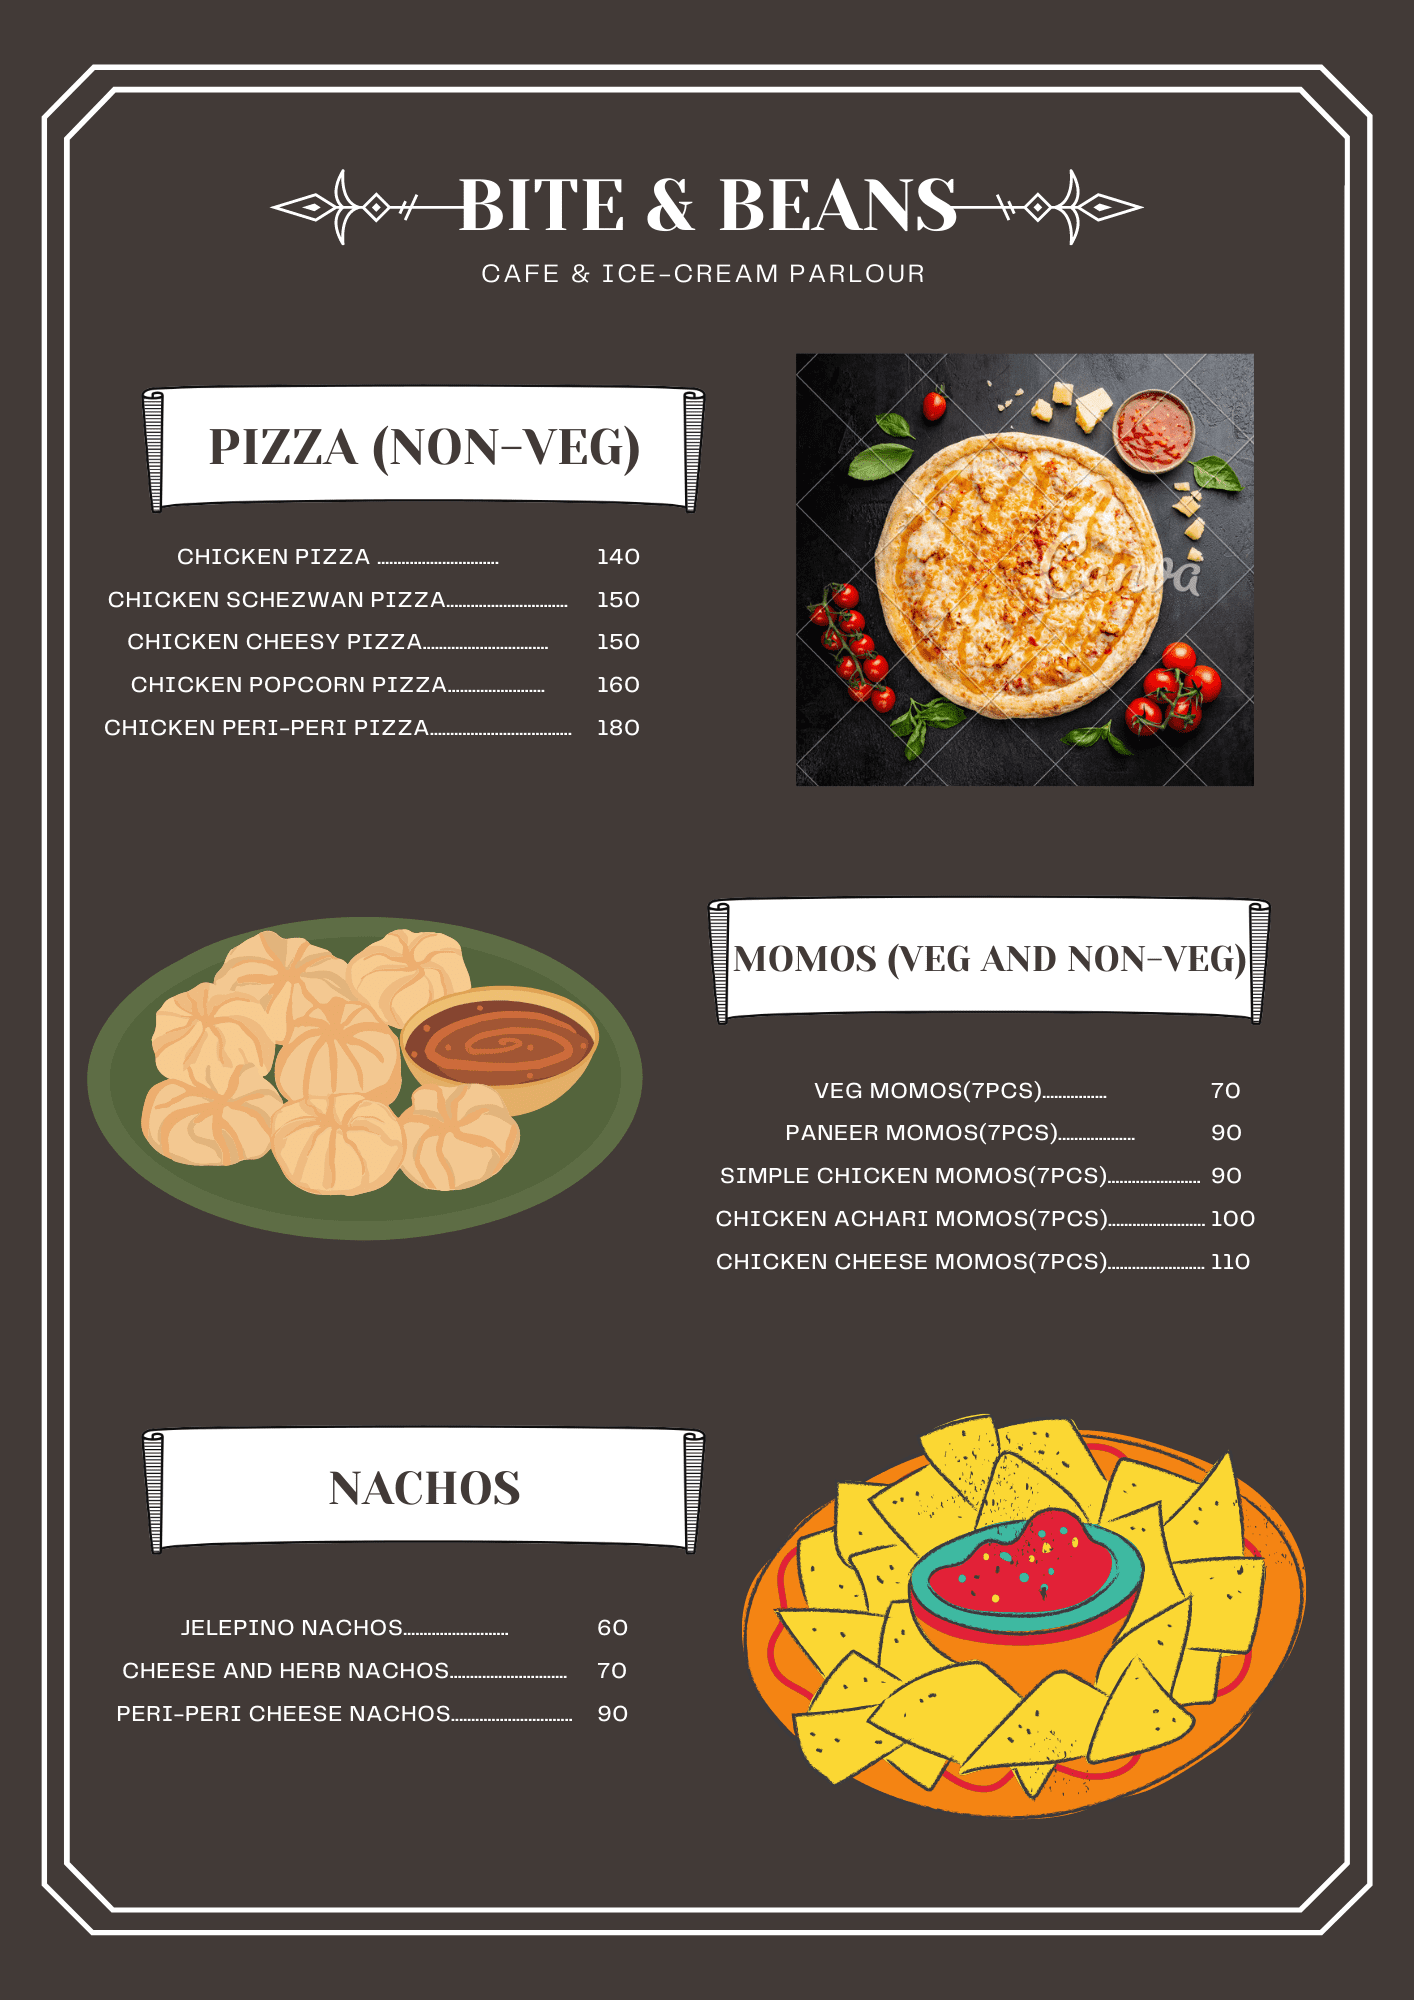 BITE & BEANS
CAFE & ICE-CREAM PARLOUR
PIZZA (NON-VEG)
CHICKEN PIZZA .............................. 140
CHICKEN SCHEZWAN PIZZA.............................. 150
CHICKEN CHEESY PIZZA............................... 150
CHICKEN POPCORN PIZZA........................ 160
CHICKEN PERI-PERI PIZZA................................... 180
Canva
MOMOS (VEG AND NON-VEG)
VEG MOMOS(7PCS)................ 70
PANEER MOMOS(7PCS)................... 90
SIMPLE CHICKEN MOMOS(7PCS)....................... 90
CHICKEN ACHARI MOMOS(7PCS)........................ 100
CHICKEN CHEESE MOMOS(7PCS)........................ 110
NACHOS
JELEPINO NACHOS.......................... 60
CHEESE AND HERB NACHOS............................. 70
PERI-PERI CHEESE NACHOS.............................. 90